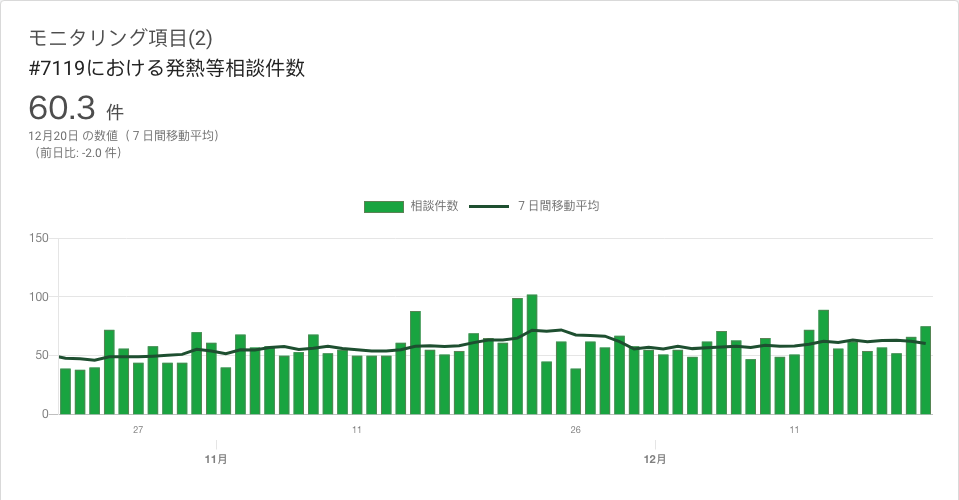 モニタリング項目(2)
#7119における発熱等相談件数
60.3 件
12月20日 の数値（７日間移動平均）
（前日比: -2.0 件）
相談件数 ７日間移動平均
150
100
50
0
27 11 26 11
11月 12月